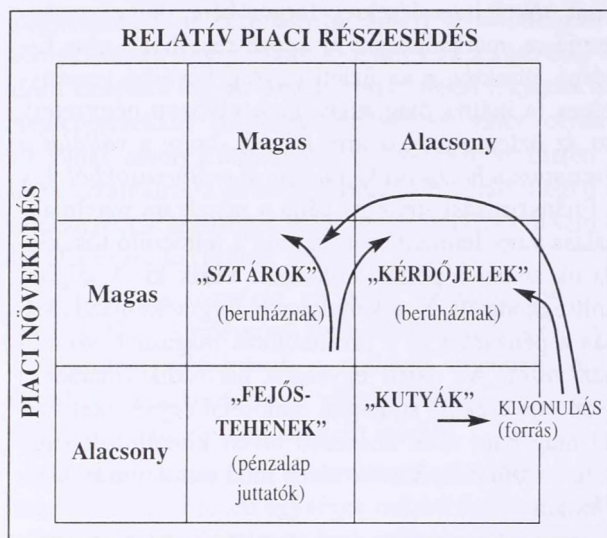 RELATÍV PIACI RÉSZESEDÉS
PIACI NÖVEKEDÉS
Magas Alacsony
Magas
„SZTÁROK”
(beruháznak)
„KÉRDŐJELEK”
(beruháznak)
Alacsony
„FEJŐS-
TEHENEK”
(pénzalap
juttatók)
„KUTYÁK”
KIVONULÁS
(forrás)